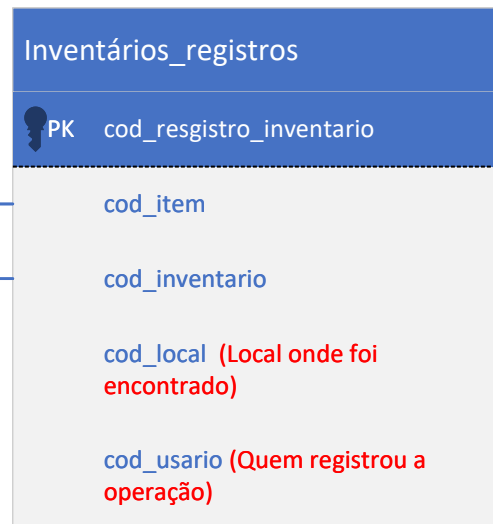 Inventários_registros
PK cod_resgistro_inventario
cod_item
cod_inventario
cod_local (Local onde foi
encontrado)
cod_usario (Quem registrou a
operação)